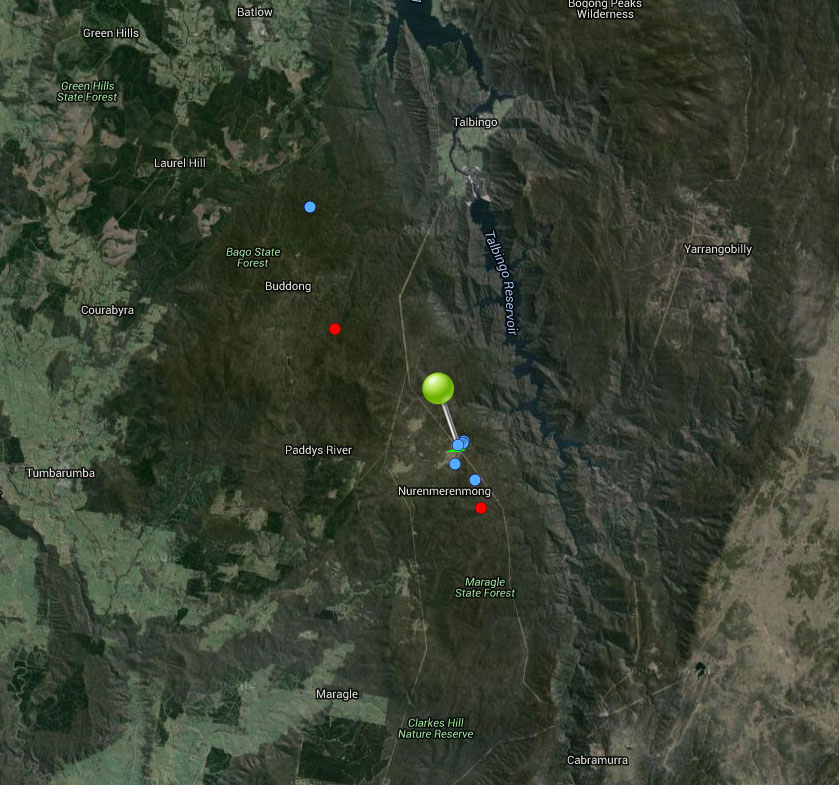 Batlow
Bogong Peaks
Wilderness
Green Hills
Green Hills
State Forest
Talbingo
Laurel Hill
Bago State
Forest
Yarrangobilly
Talbingo Reservoir
Buddong
Courabyra
Paddys River
Tumbarumba
Nurenmerenmong
Maragle
State Forest
Maragle
Clarkes Hill
Nature Reserve
Cabramurra